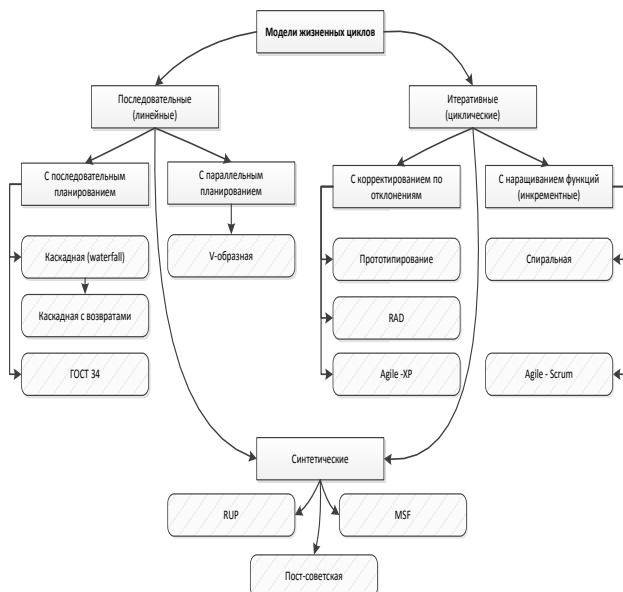 Модели жизненных циклов
Последовательные
(линейные)
Итеративные
(циклические)
С последовательным
планированием
С параллельным
планированием
С корректированием по
отклонениям
С наращиванием функций
(инкрементные)
Каскадная (waterfall)
V-образная
Прототипирование
Спиральная
Каскадная с возвратами
RAD
ГОСТ 34
Agile -XP
Agile - Scrum
Синтетические
RUP
MSF
Пост-советская